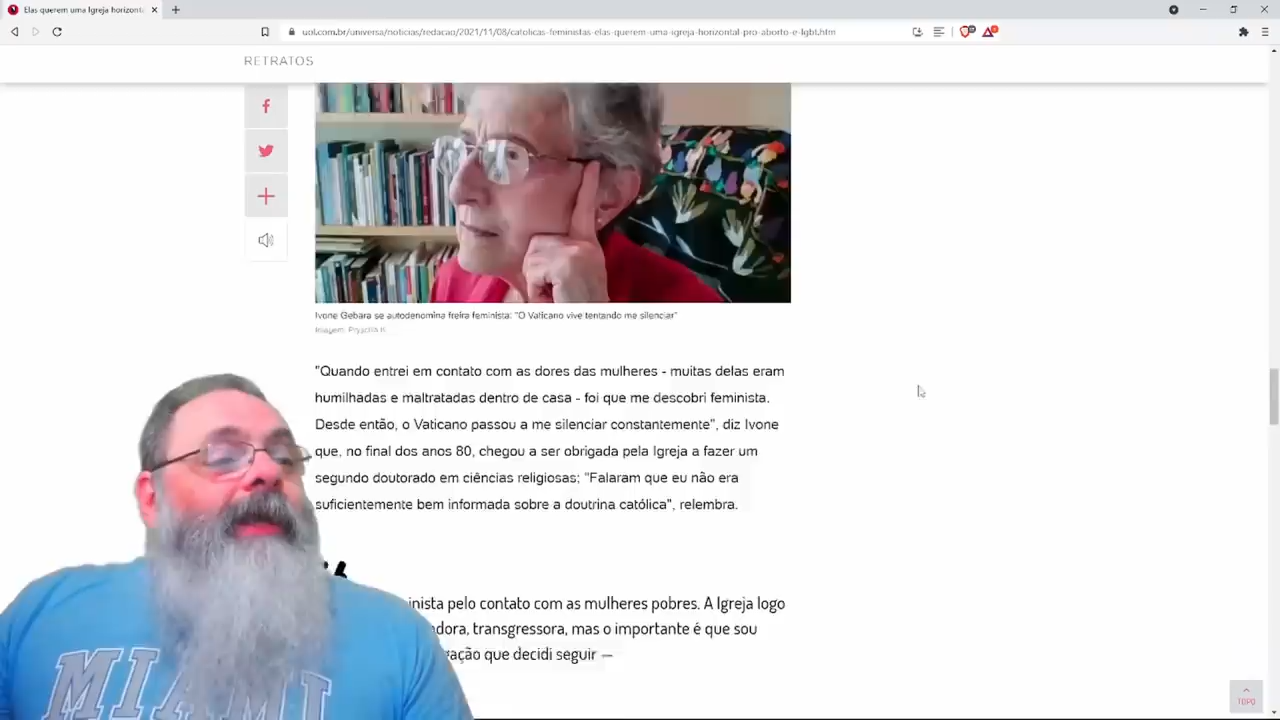 Elas querem uma Igreja horizonta
uol.com.br/universa/noticias/redacao/2021/11/08/catolicas-feministas-elas-querem-uma-igreja-horizontal-pro-aborto-e-lgbt.htm
RETRATOS
Ivone Gebara se autodenomina freira feminista: "O Vaticano vive tentando me silenciar"
Imagem:
"Quando entrei em contato com as dores das mulheres - muitas delas eram
humilhadas e maltratadas dentro de casa - foi que me descobri feminista.
Desde então, o Vaticano passou a me silenciar constantemente", diz Ivone
que, no final dos anos 80, chegou a ser obrigada pela Igreja a fazer um
segundo doutorado em ciências religiosas; "Falaram que eu não era
suficientemente bem informada sobre a doutrina católica", relembra.
inista pelo contato com as mulheres pobres. A Igreja logo
dora, transgressora, mas o importante é que sou
gação que decidi seguir —
MIAMI
TOPO